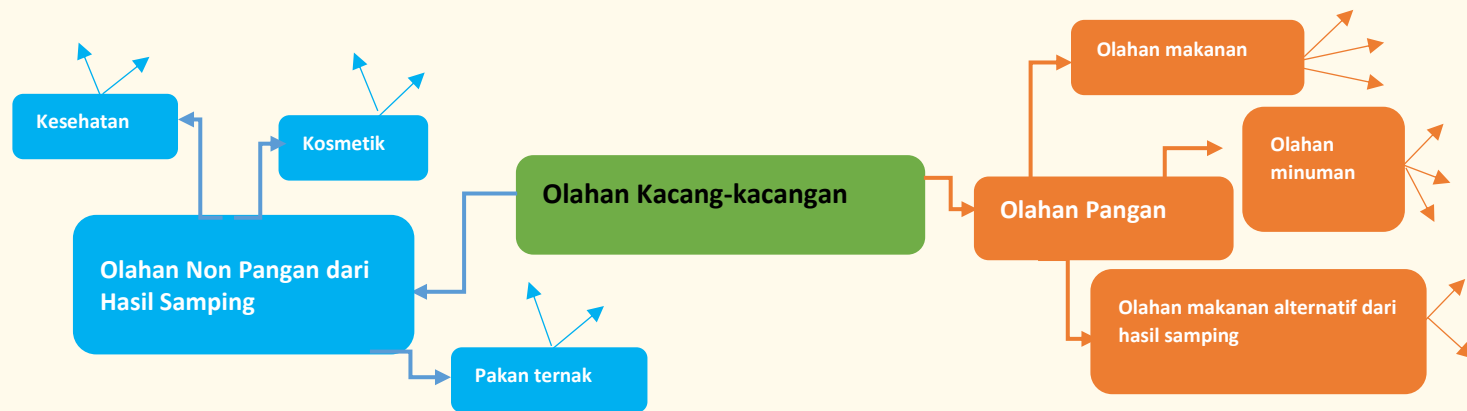 Olahan makanan
Kesehatan
Kosmetik
Olahan
minuman
Olahan Kacang-kacangan
Olahan Pangan
Olahan Non Pangan dari
Hasil Samping
Olahan makanan alternatif dari
hasil samping
Pakan ternak